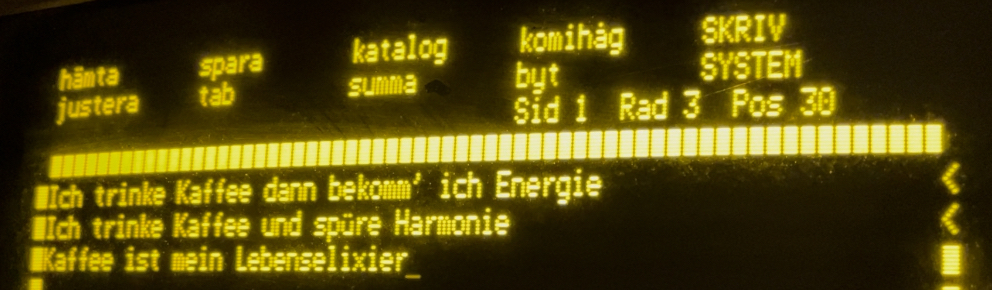 hämta spara katalog komihåg SKRIV
justera tab summa byt SYSTEM
Sid 1 Rad 3 Pos 30
Ich trinke Kaffee dann bekomm' ich Energie <
Ich trinke Kaffee und spüre Harmonie <
Kaffee ist mein Lebenselixier_